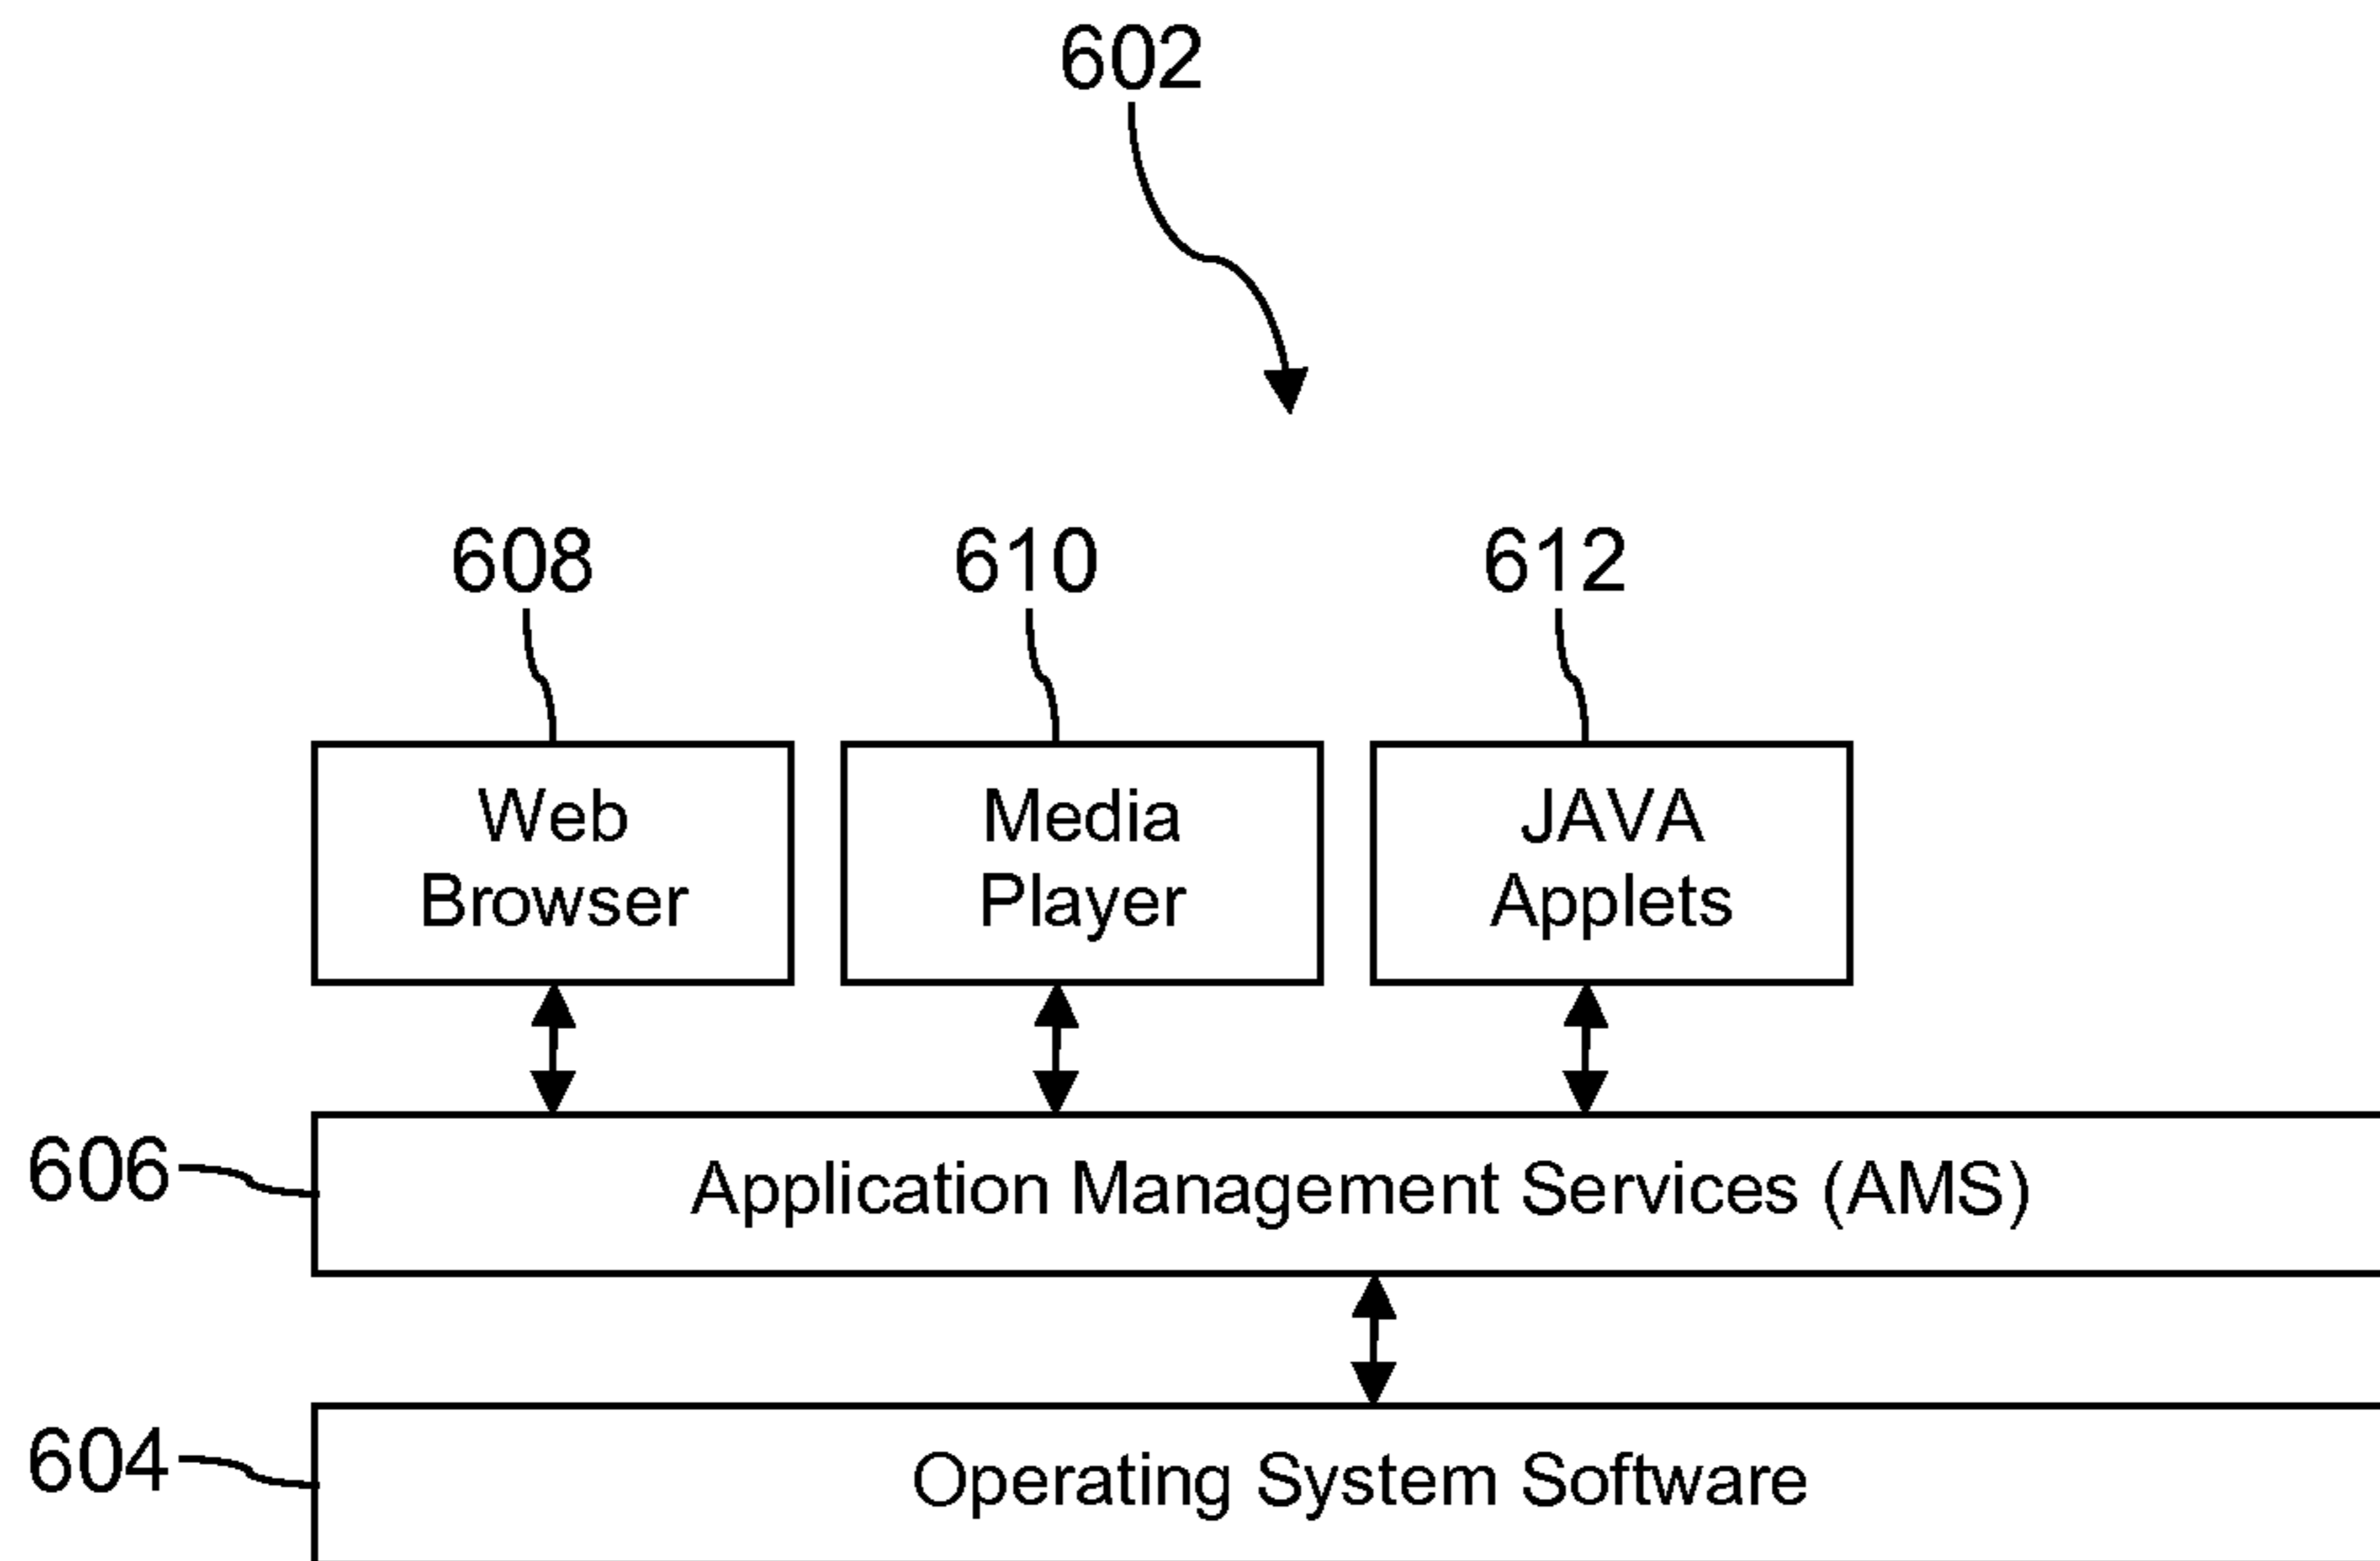 602
608
610
612
Web
Browser
Media
Player
JAVA
Applets
606
Application Management Services (AMS)
604
Operating System Software